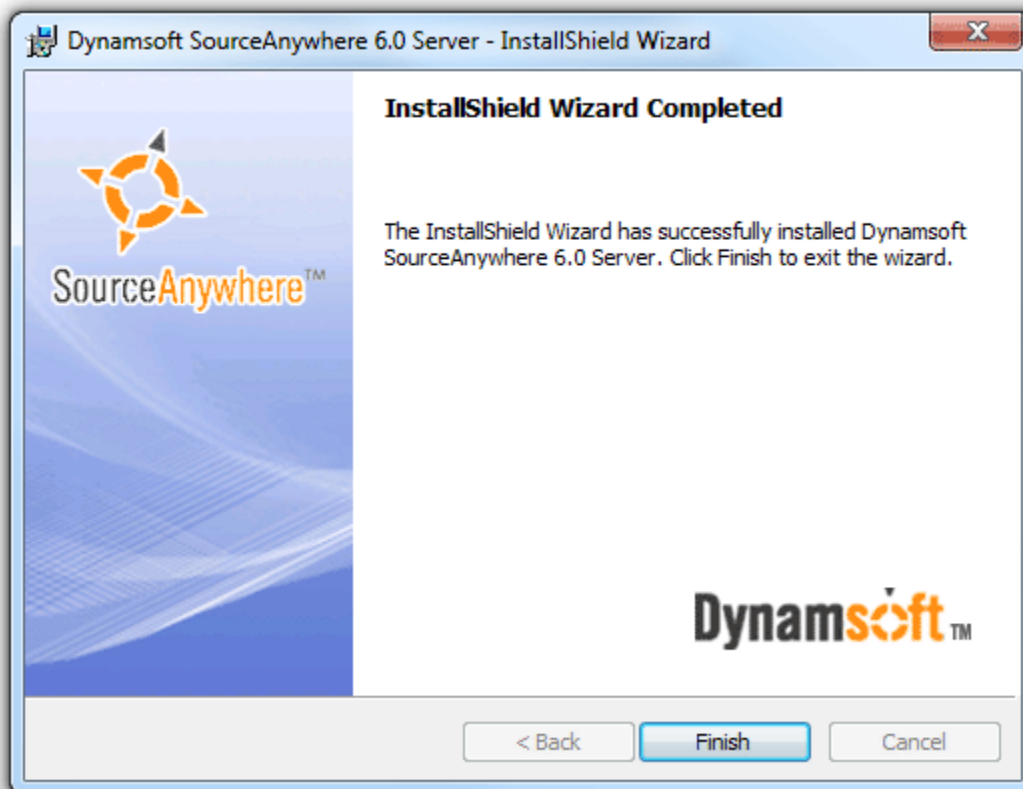 Dynamsoft SourceAnywhere 6.0 Server - InstallShield Wizard
InstallShield Wizard Completed
SourceAnywhere™
The InstallShield Wizard has successfully installed Dynamsoft
SourceAnywhere 6.0 Server. Click Finish to exit the wizard.
Dynamsoft™
< Back
Finish
Cancel